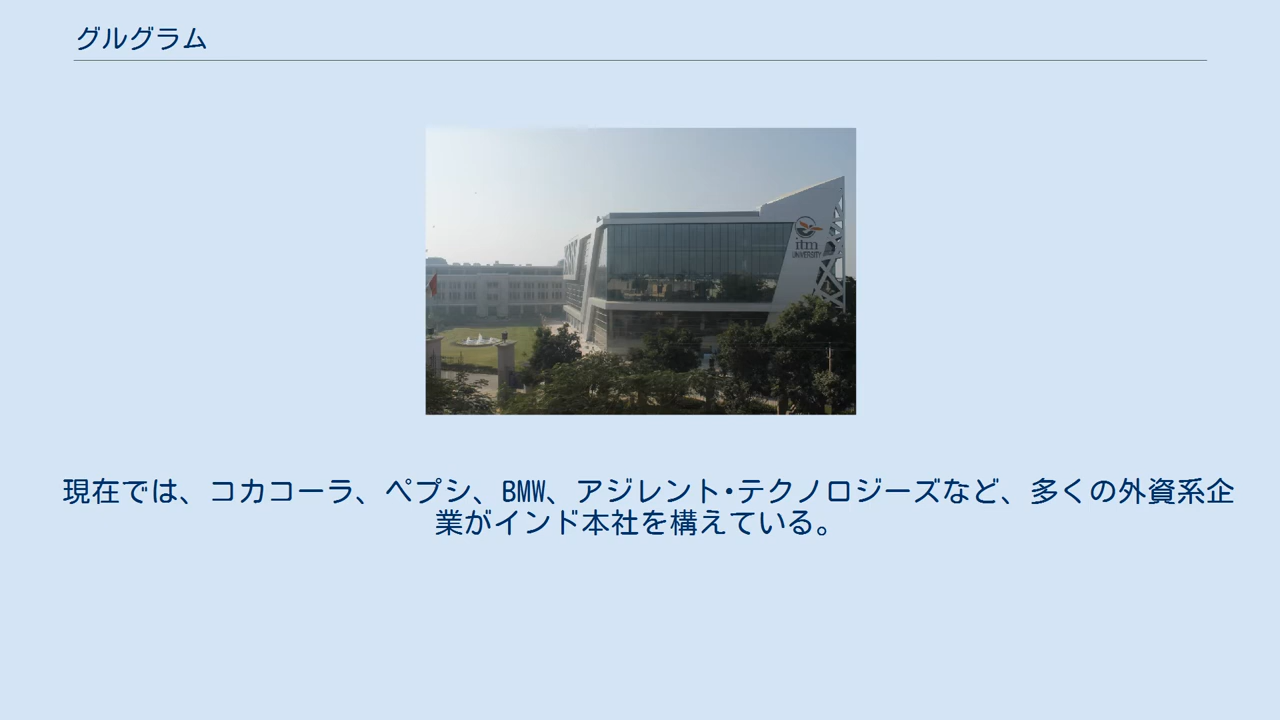 グルグラム
itm
UNIVERSITY
現在では、コカコーラ、ペプシ、BMW、アジレント・テクノロジーズなど、多くの外資系企
業がインド本社を構えている。